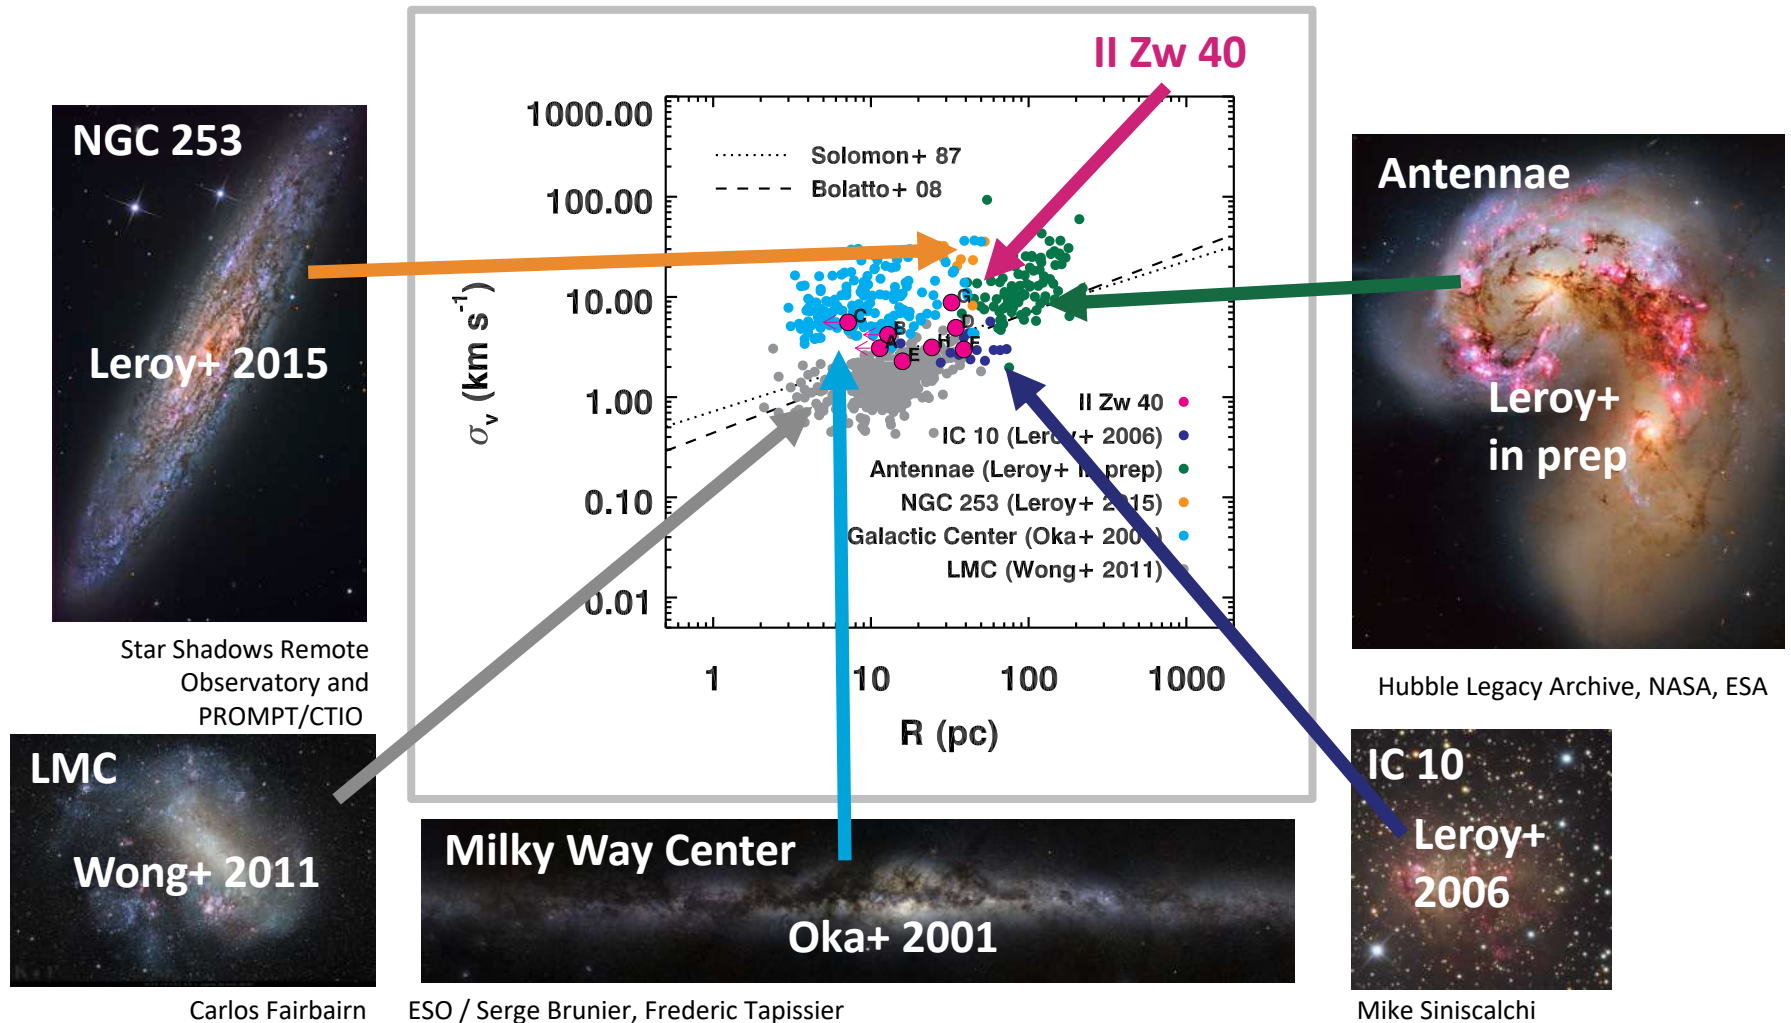 II Zw 40
NGC 253
Leroy+ 2015
Star Shadows Remote
Observatory and
PROMPT/CTIO
LMC
Wong+ 2011
Carlos Fairbairn
1000.00
100.00
10.00
1.00
0.10
0.01
σv (km s-1)
Solomon+ 87
Bolatto+ 08
G
C
D
B
A
H
F
E
II Zw 40
IC 10 (Leroy+ 2006)
Antennae (Leroy+ in prep)
NGC 253 (Leroy+ 2015)
Galactic Center (Oka+ 2001)
LMC (Wong+ 2011)
1 10 100 1000
R (pc)
Milky Way Center
Oka+ 2001
ESO / Serge Brunier, Frederic Tapissier
Antennae
Leroy+
in prep
Hubble Legacy Archive, NASA, ESA
IC 10
Leroy+
2006
Mike Siniscalchi